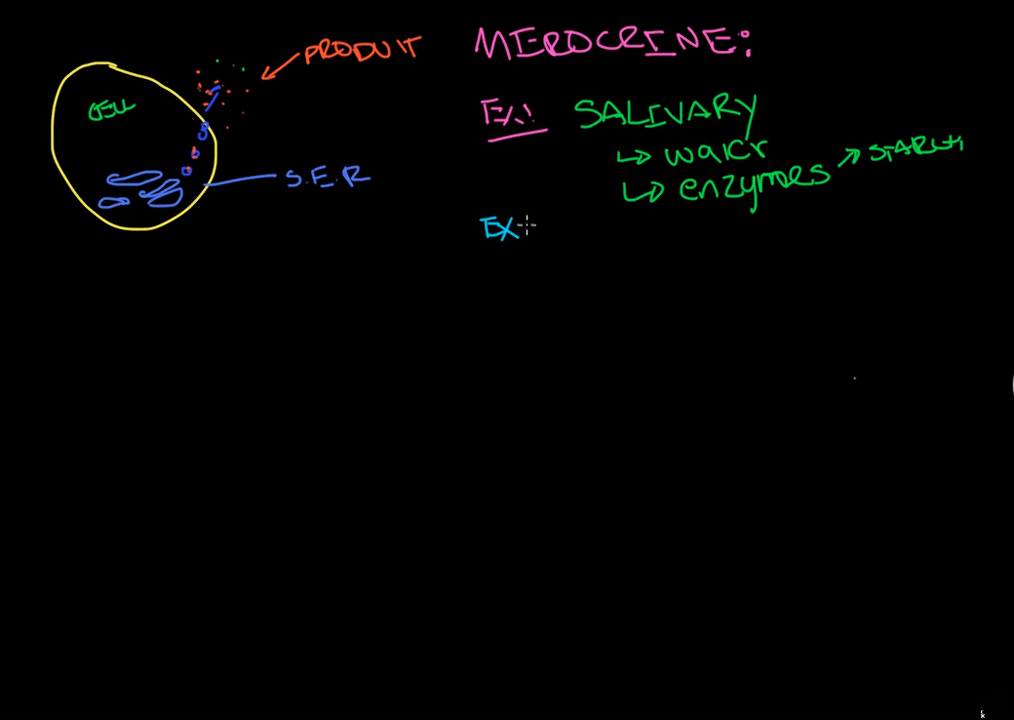 MEROCRINE:
PRODUIT
CELL
EX: SALIVARY
↳ water
↳ enzymes → STARCH
S.E.R
EX